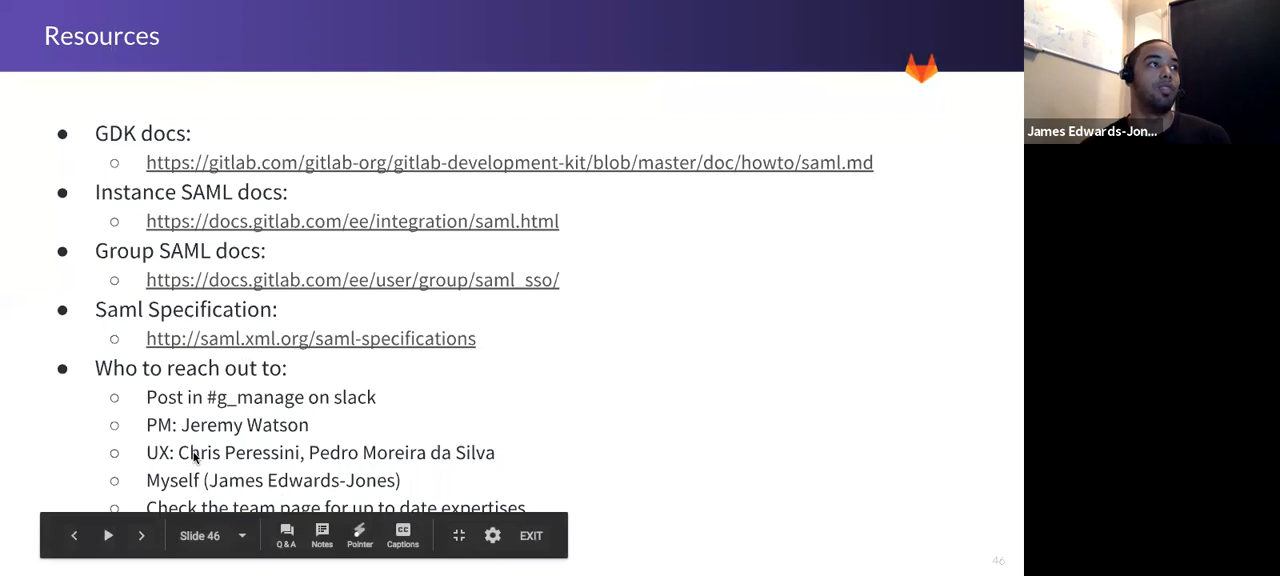 Resources
● GDK docs:
○ https://gitlab.com/gitlab-org/gitlab-development-kit/blob/master/doc/howto/saml.md
● Instance SAML docs:
○ https://docs.gitlab.com/ee/integration/saml.html
● Group SAML docs:
○ https://docs.gitlab.com/ee/user/group/saml_sso/
● Saml Specification:
○ http://saml.xml.org/saml-specifications
● Who to reach out to:
○ Post in #g_manage on slack
○ PM: Jeremy Watson
○ UX: Chris Peressini, Pedro Moreira da Silva
○ Myself (James Edwards-Jones)
○ Check the team page for up to date expertises
Slide 46
Q & A
Notes
Pointer
CC
Captions
EXIT
46
James Edwards-Jon...